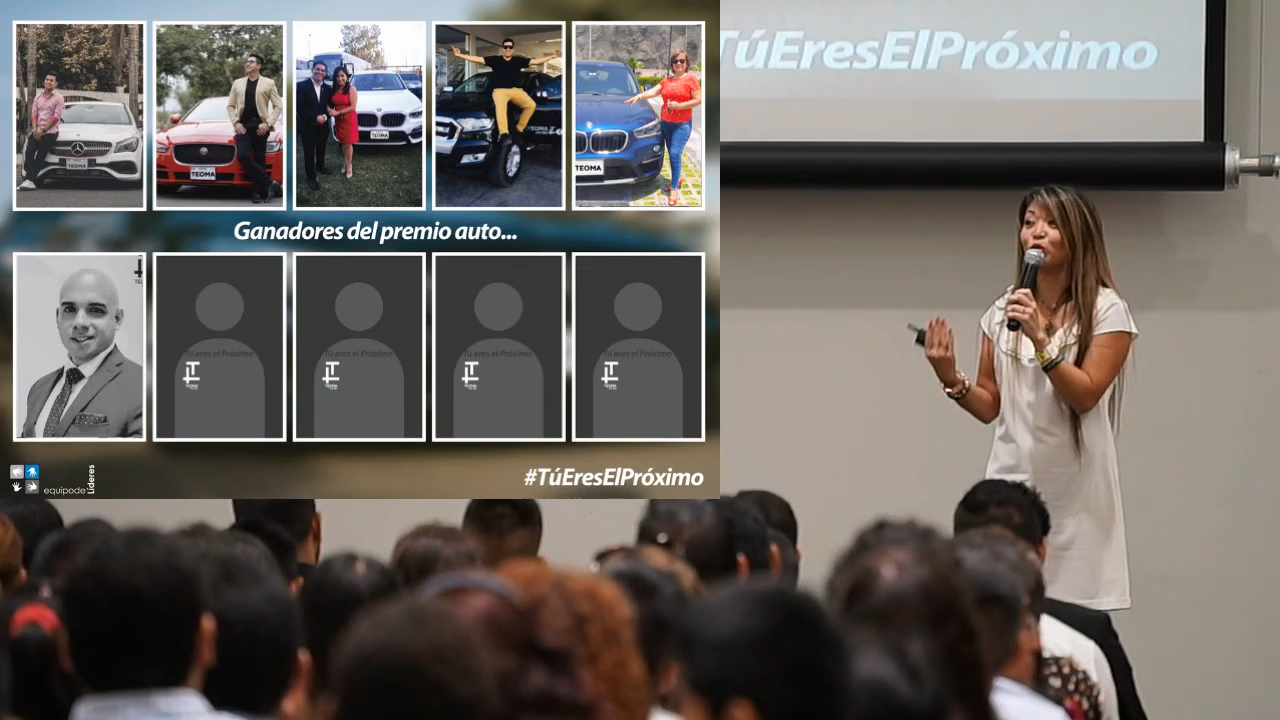 TEOMA
TEOMA
TEOMA
TEOMA
TEOMA
Ganadores del premio auto...
Tú eres el Próximo
Tú eres el Próximo
Tú eres el Próximo
Tú eres el Próximo
#TúEresElPróximo
equipode Líderes
TúEresElPróximo